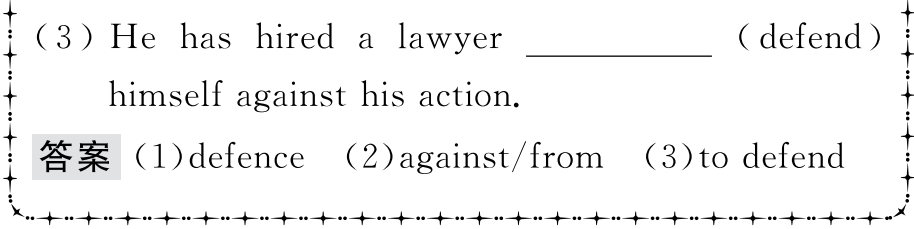 (3) He has hired a lawyer __________ (defend)
himself against his action.
答案 (1)defence (2)against/from (3)to defend